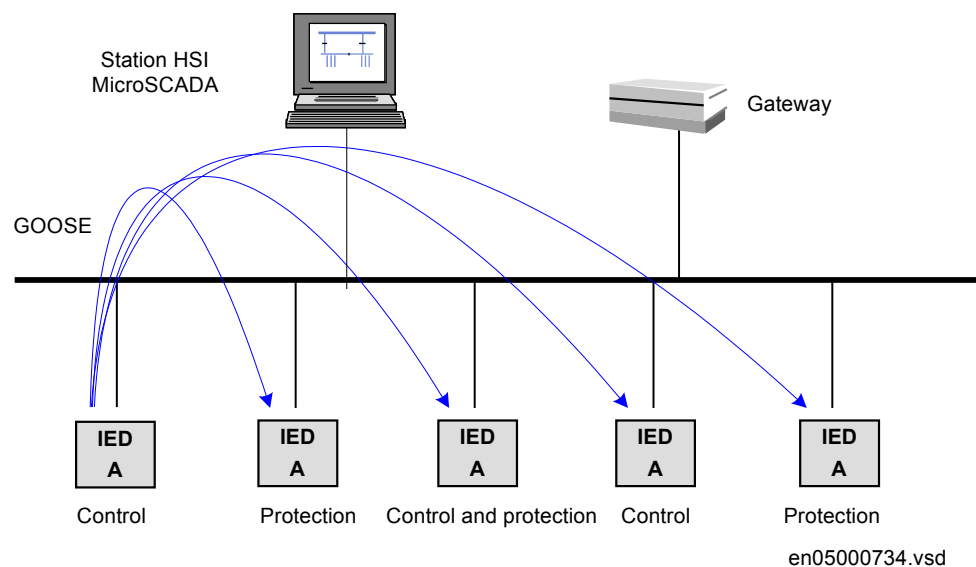 Station HSI
MicroSCADA
Gateway
GOOSE
IED
A
IED
A
IED
A
IED
A
IED
A
Control
Protection
Control and protection
Control
Protection
en05000734.vsd